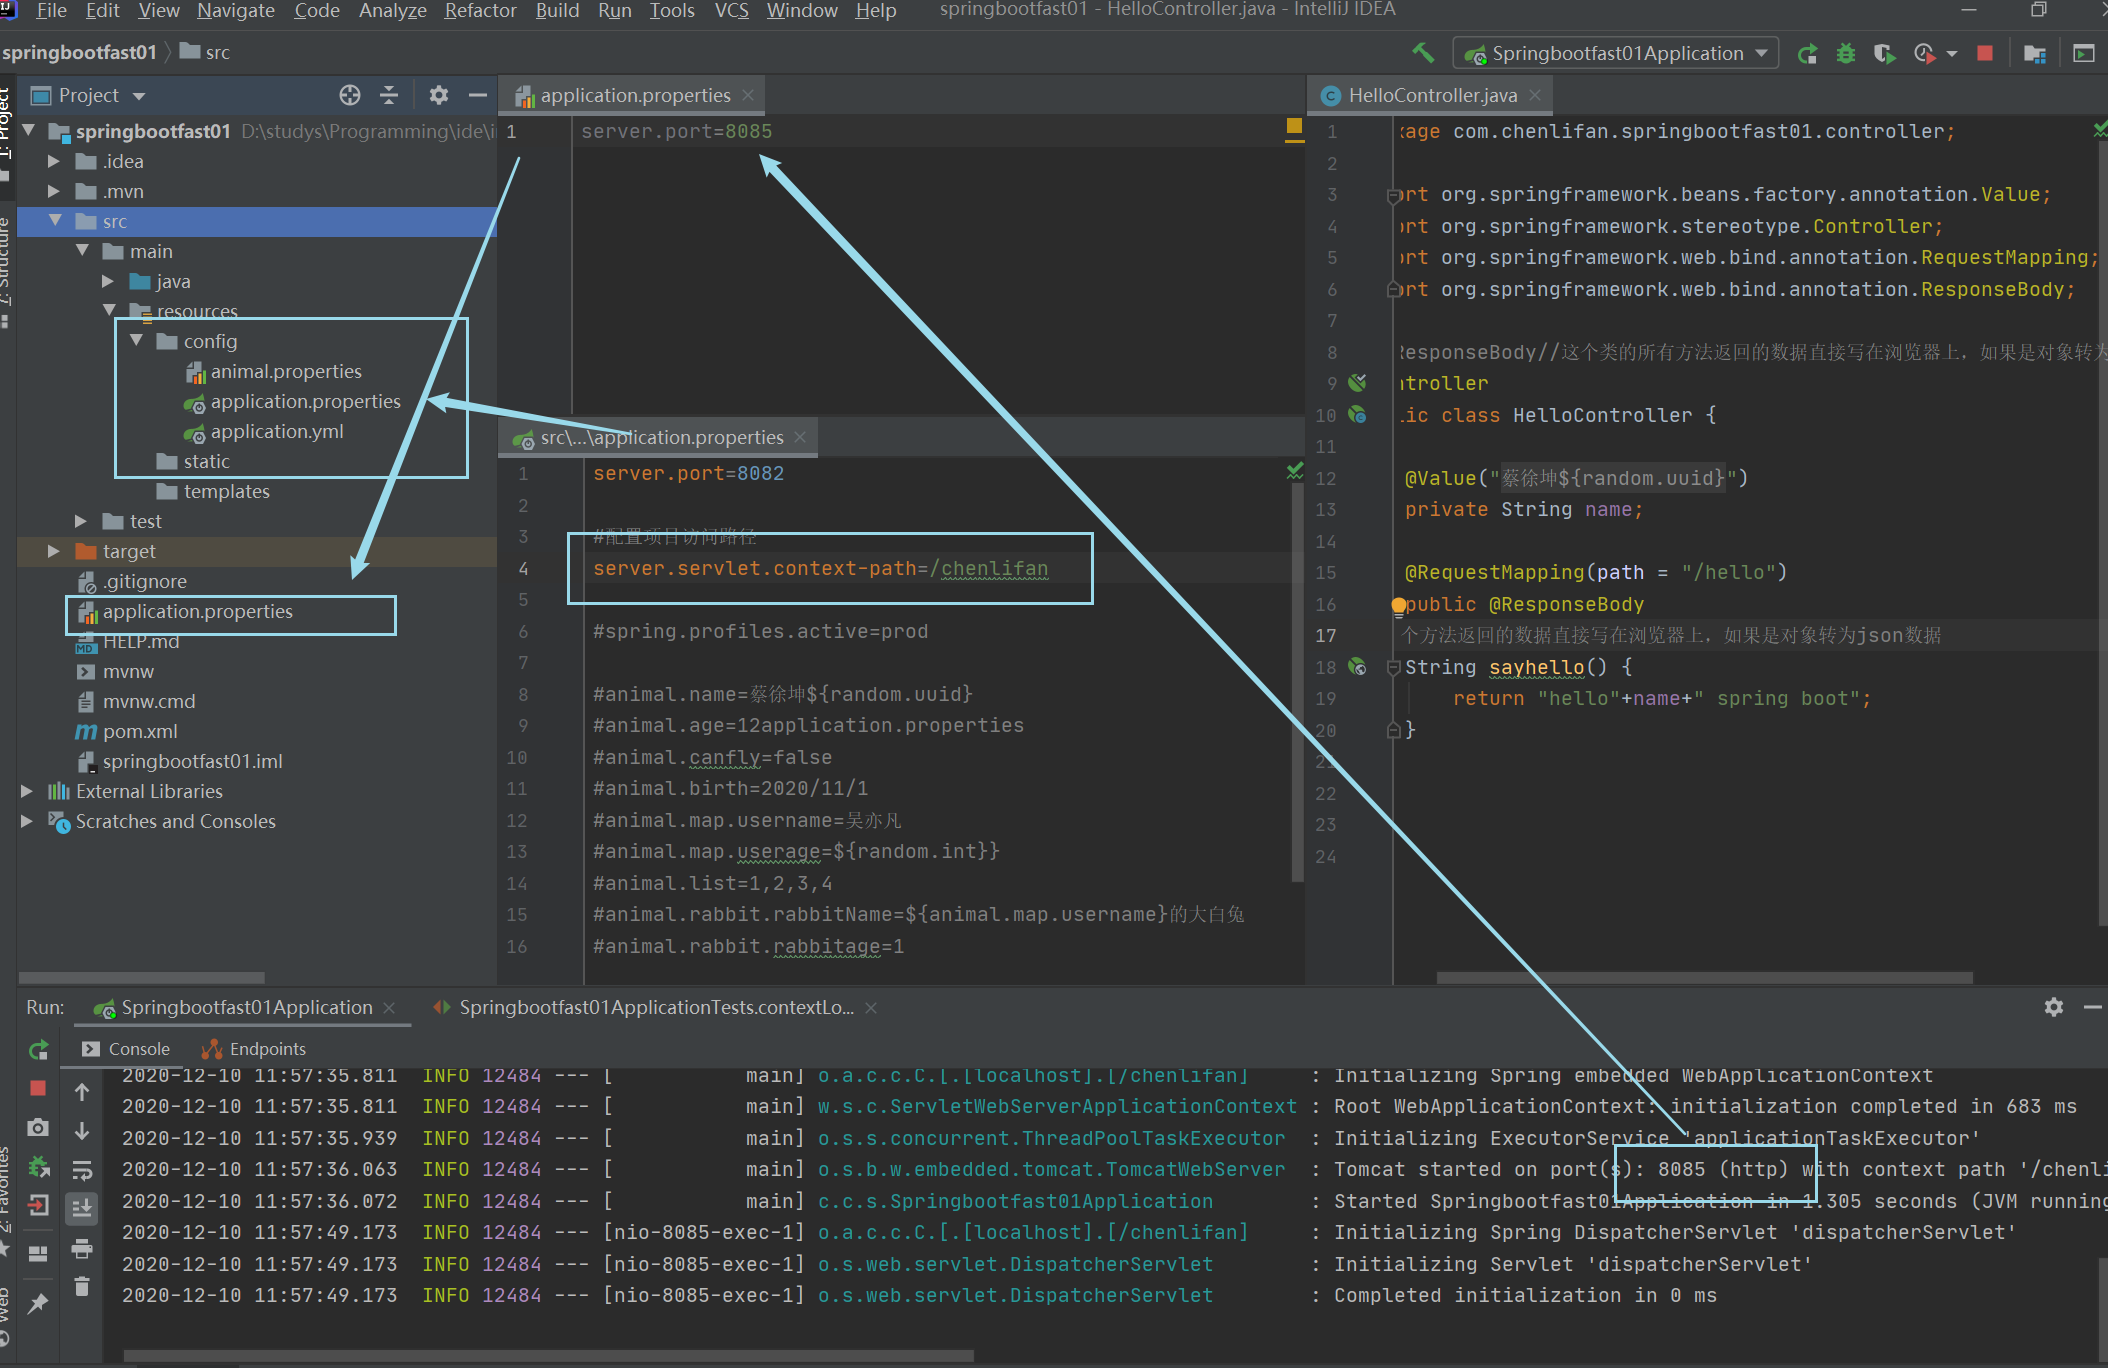 File Edit View Navigate Code Analyze Refactor Build Run Tools VCS Window Help springbootfast01 - HelloController.java - IntelliJ IDEA
springbootfast01 src
Springbootfast01Application
1: Project
7: Structure
2: Favorites
Web
Project
springbootfast01 D:\studys\Programming\ide\i
.idea
.mvn
src
main
java
resources
config
animal.properties
application.properties
application.yml
static
templates
test
target
.gitignore
application.properties
HELP.md
mvnw
mvnw.cmd
pom.xml
springbootfast01.iml
External Libraries
Scratches and Consoles
application.properties
1 server.port=8085
src\...\application.properties
1 server.port=8082
2
3 #配置项目访问路径
4 server.servlet.context-path=/chenlifan
5
6 #spring.profiles.active=prod
7
8 #animal.name=蔡徐坤${random.uuid}
9 #animal.age=12application.properties
10 #animal.canfly=false
11 #animal.birth=2020/11/1
12 #animal.map.username=吴亦凡
13 #animal.map.userage=${random.int}}
14 #animal.list=1,2,3,4
15 #animal.rabbit.rabbitName=${animal.map.username}的大白兔
16 #animal.rabbit.rabbitage=1
HelloController.java
1 kage com.chenlifan.springbootfast01.controller;
2
3 ort org.springframework.beans.factory.annotation.Value;
4 ort org.springframework.stereotype.Controller;
5 ort org.springframework.web.bind.annotation.RequestMapping;
6 ort org.springframework.web.bind.annotation.ResponseBody;
7
8 ResponseBody//这个类的所有方法返回的数据直接写在浏览器上，如果是对象转为
9 ntroller
10 lic class HelloController {
11
12 @Value("蔡徐坤${random.uuid}")
13 private String name;
14
15 @RequestMapping(path = "/hello")
16 public @ResponseBody
17 个方法返回的数据直接写在浏览器上，如果是对象转为json数据
18 String sayhello() {
19 return "hello"+name+" spring boot";
20 }
21
22
23
24
Run: Springbootfast01Application Springbootfast01ApplicationTests.contextLo...
Console Endpoints
2020-12-10 11:57:35.811 INFO 12484 --- [ main] o.a.c.c.C.[.[localhost].[/chenlifan] : Initializing Spring embedded WebApplicationContext
2020-12-10 11:57:35.811 INFO 12484 --- [ main] w.s.c.ServletWebServerApplicationContext : Root WebApplicationContext: initialization completed in 683 ms
2020-12-10 11:57:35.939 INFO 12484 --- [ main] o.s.s.concurrent.ThreadPoolTaskExecutor : Initializing ExecutorService 'applicationTaskExecutor'
2020-12-10 11:57:36.063 INFO 12484 --- [ main] o.s.b.w.embedded.tomcat.TomcatWebServer : Tomcat started on port(s): 8085 (http) with context path '/chenli
2020-12-10 11:57:36.072 INFO 12484 --- [ main] c.c.s.Springbootfast01Application : Started Springbootfast01Application in 1.305 seconds (JVM running
2020-12-10 11:57:49.173 INFO 12484 --- [nio-8085-exec-1] o.a.c.c.C.[.[localhost].[/chenlifan] : Initializing Spring DispatcherServlet 'dispatcherServlet'
2020-12-10 11:57:49.173 INFO 12484 --- [nio-8085-exec-1] o.s.web.servlet.DispatcherServlet : Initializing Servlet 'dispatcherServlet'
2020-12-10 11:57:49.173 INFO 12484 --- [nio-8085-exec-1] o.s.web.servlet.DispatcherServlet : Completed initialization in 0 ms